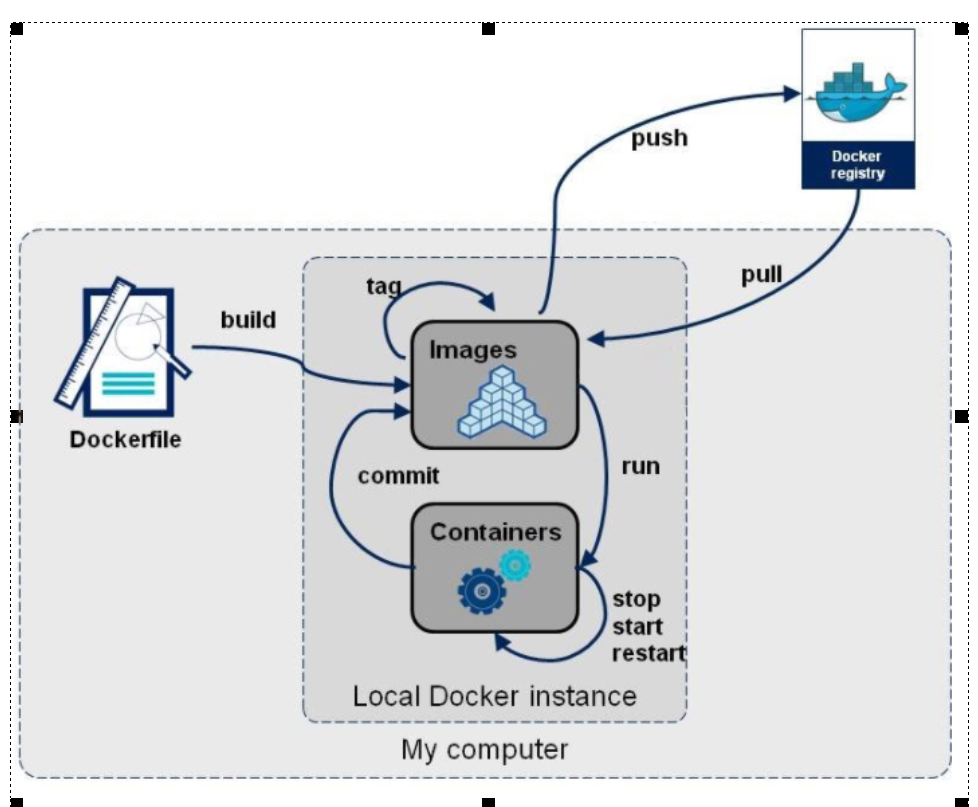 push
Docker
registry
pull
tag
build
Images
Dockerfile
commit
run
Containers
stop
start
restart
Local Docker instance
My computer